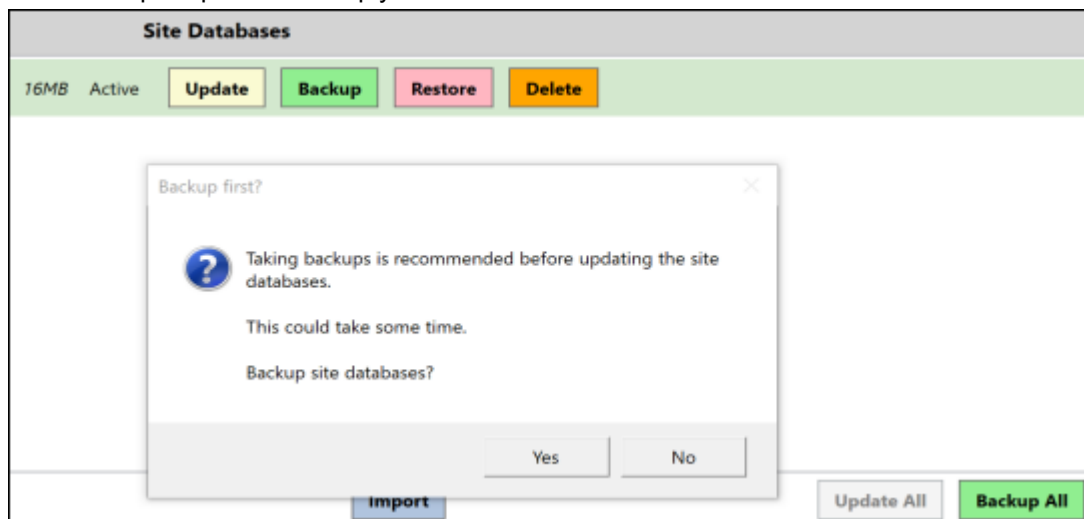 Site Databases
16MB Active Update Backup Restore Delete
Backup first?
Taking backups is recommended before updating the site
databases.
This could take some time.
Backup site databases?
Yes No
Import Update All Backup All